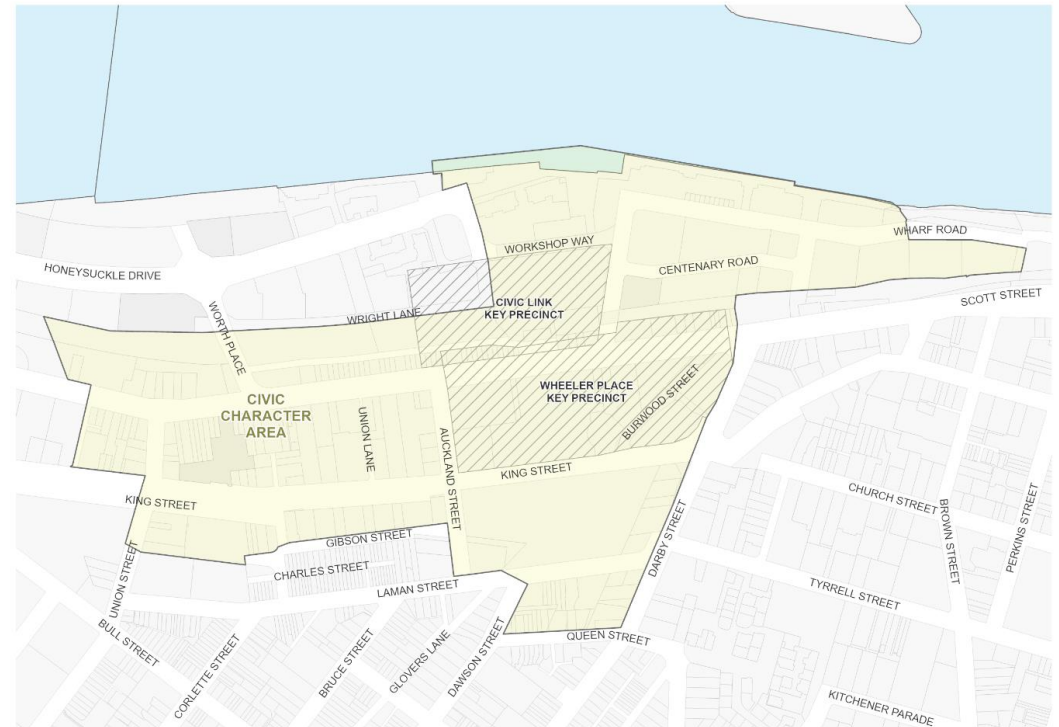 WHARF ROAD
WORKSHOP WAY
CENTENARY ROAD
HONEYSUCKLE DRIVE
SCOTT STREET
CIVIC LINK
KEY PRECINCT
WRIGHT LANE
WORTH PLACE
WHEELER PLACE
KEY PRECINCT
BURWOOD STREET
CIVIC
CHARACTER
AREA
UNION LANE
AUCKLAND STREET
KING STREET
KING STREET
CHURCH STREET
BROWN STREET
PERKINS STREET
GIBSON STREET
DARBY STREET
CHARLES STREET
LAMAN STREET
TYRRELL STREET
UNION STREET
BULL STREET
QUEEN STREET
CORLETTE STREET
BRUCE STREET
GLOVERS LANE
DAWSON STREET
KITCHENER PARADE